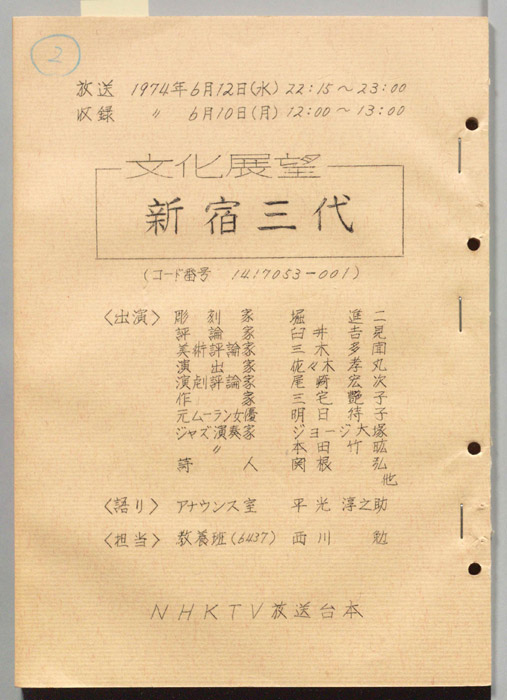 2
放送 1974年6月12日(水) 22:15～23:00
収録 〃 6月10日(月) 12:00～13:00
文化展望
新宿三代
(コード番号 1417053-001)
〈出演〉 彫刻家 堀進二
評論家 臼井吉見
美術評論家 三木多聞
演出家 佐々木孝丸
演劇評論家 尾崎宏次
作家 三宅艶子
元ムーラン女優 明日待子
ジャズ演奏家 ジョージ大塚
〃 本田竹曠
詩人 関根弘
他
〈語り〉 アナウンス室 平光淳之助
〈担当〉 教養班(6437) 西川勉
NHKTV放送台本